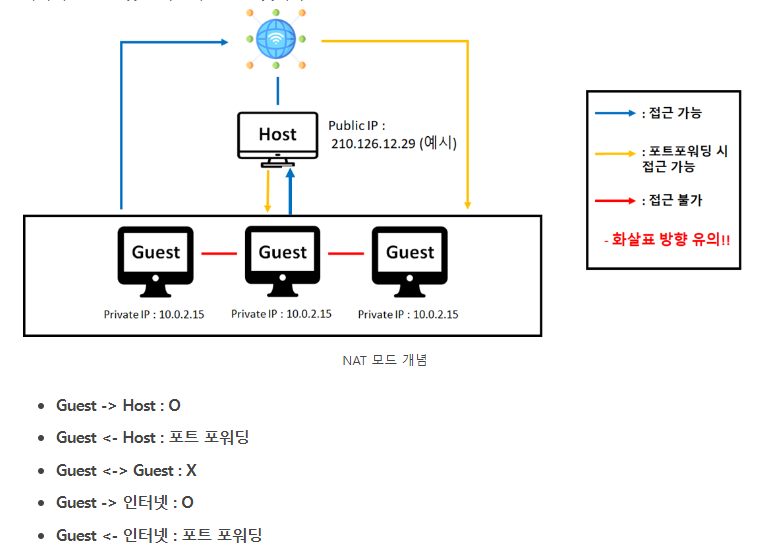 Host
Public IP :
210.126.12.29 (예시)
: 접근 가능
: 포트포워딩 시
접근 가능
: 접근 불가
- 화살표 방향 유의!!
Guest
Guest
Guest
Private IP : 10.0.2.15
Private IP : 10.0.2.15
Private IP : 10.0.2.15
NAT 모드 개념
• Guest -> Host : O
• Guest <- Host : 포트 포워딩
• Guest <-> Guest : X
• Guest -> 인터넷 : O
• Guest <- 인터넷 : 포트 포워딩